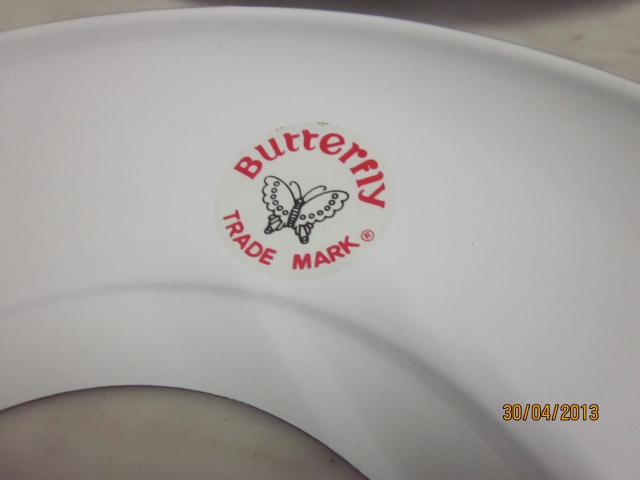 Butterfly
TRADE MARK ®
30/04/2013